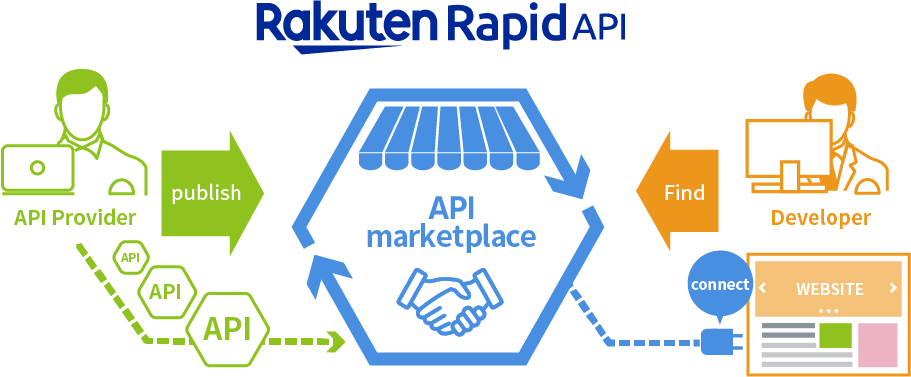 Rakuten Rapid API
publish
Find
API Provider
API
marketplace
Developer
API
API
API
connect
WEBSITE